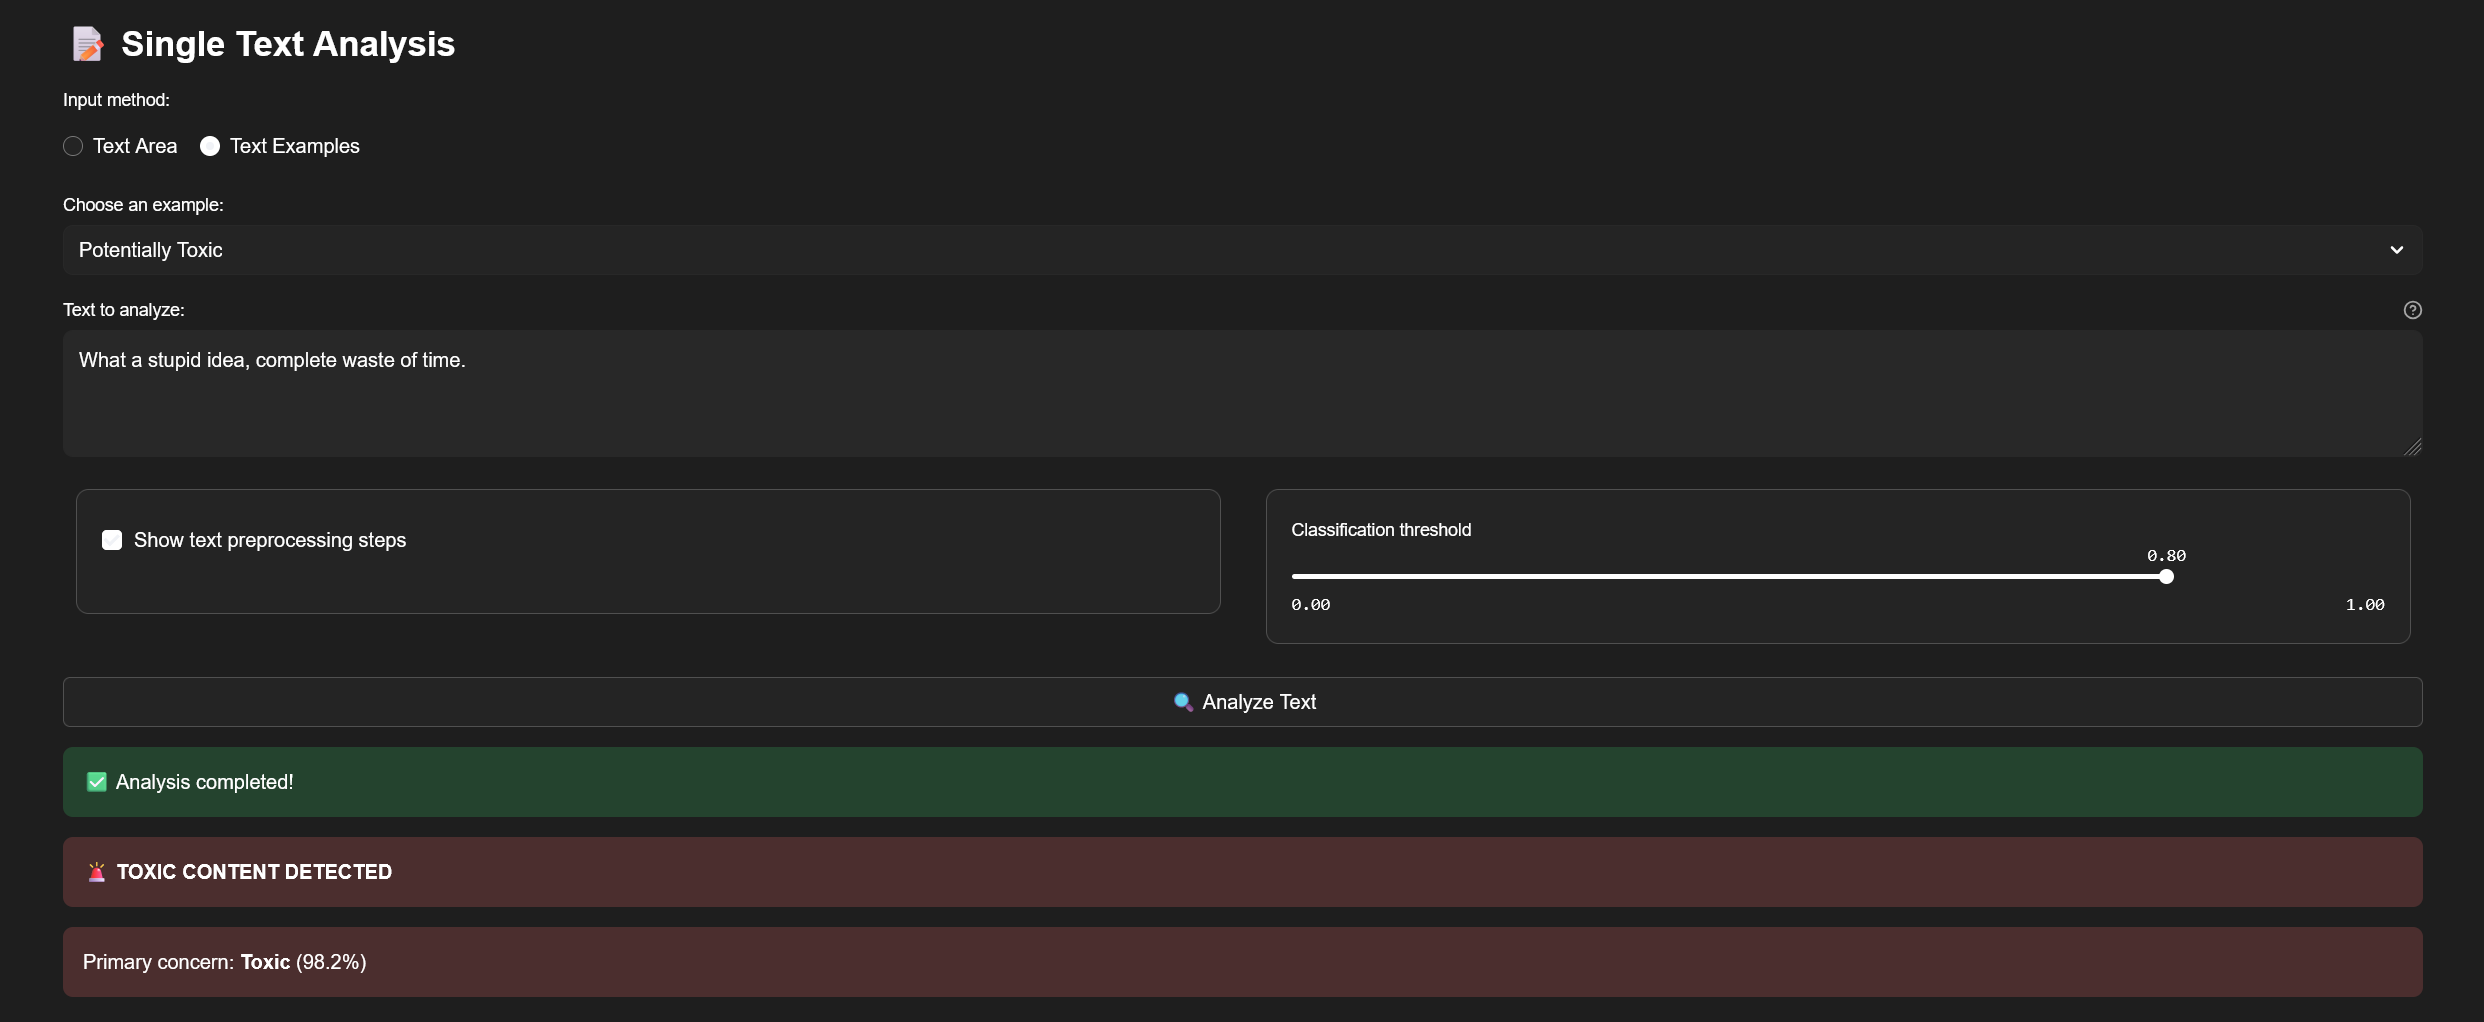 Single Text Analysis
Input method:
Text Area Text Examples
Choose an example:
Potentially Toxic
Text to analyze:
What a stupid idea, complete waste of time.
Show text preprocessing steps
Classification threshold
0.80
0.00 1.00
Analyze Text
Analysis completed!
TOXIC CONTENT DETECTED
Primary concern: Toxic (98.2%)